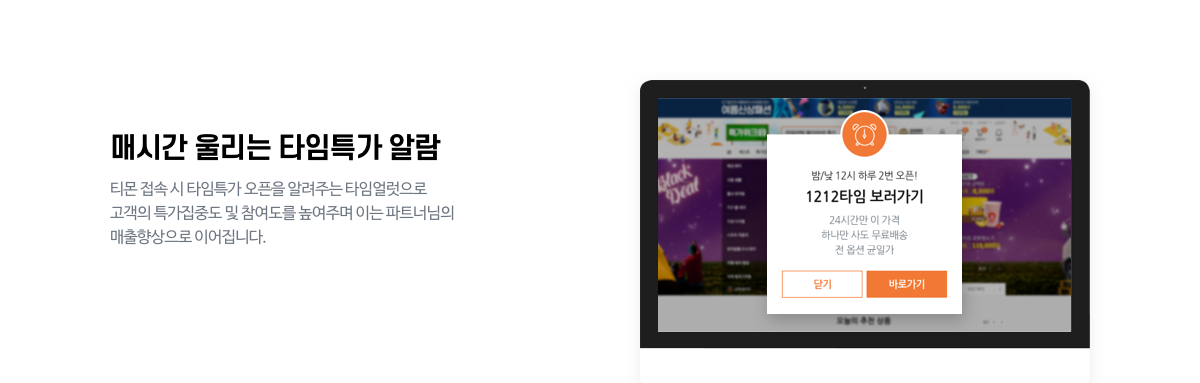 매시간 울리는 타임특가 알람
티몬 접속 시 타임특가 오픈을 알려주는 타임얼럿으로
고객의 특가집중도 및 참여도를 높여주며 이는 파트너님의
매출향상으로 이어집니다.
여름신상패션
특가위크
Black
Deal
밤/낮 12시 하루 2번 오픈!
1212타임 보러가기
24시간만 이 가격
하나만 사도 무료배송
전 옵션 균일가
닫기
바로가기
오늘의 추천 상품